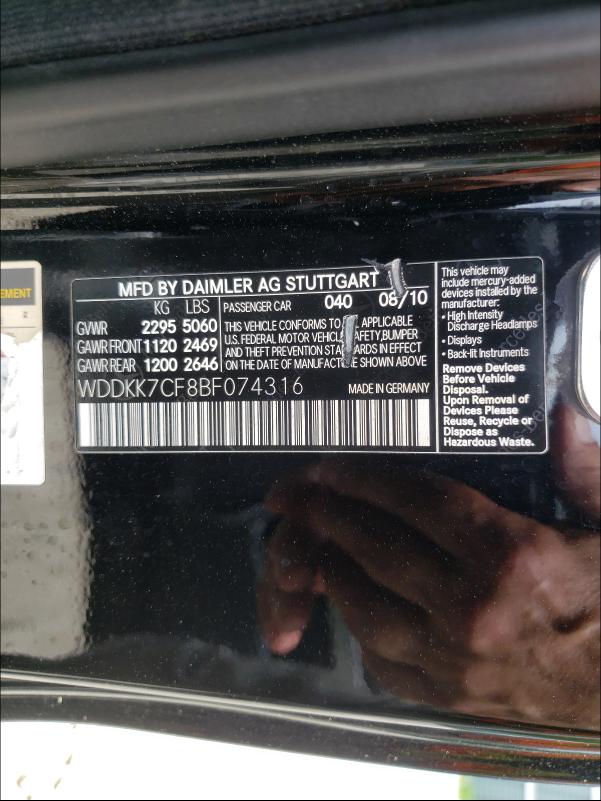 EMENT
MFD BY DAIMLER AG STUTTGART
KG LBS
GVWR 2295 5060
GAWR FRONT 1120 2469
GAWR REAR 1200 2646
PASSENGER CAR 040 08/10
THIS VEHICLE CONFORMS TO APPLICABLE
U.S. FEDERAL MOTOR VEHICL AFETY,BUMPER
AND THEFT PREVENTION STA RDS IN EFFECT
ON THE DATE OF MANUFACT E SHOWN ABOVE
WDDKK7CF8BF074316 MADE IN GERMANY
This vehicle may
include mercury-added
devices installed by the
manufacturer:
• High Intensity
Discharge Headlamps
• Displays
• Back-lit Instruments
Remove Devices
Before Vehicle
Disposal.
Upon Removal of
Devices Please
Reuse, Recycle or
Dispose as
Hazardous Waste.